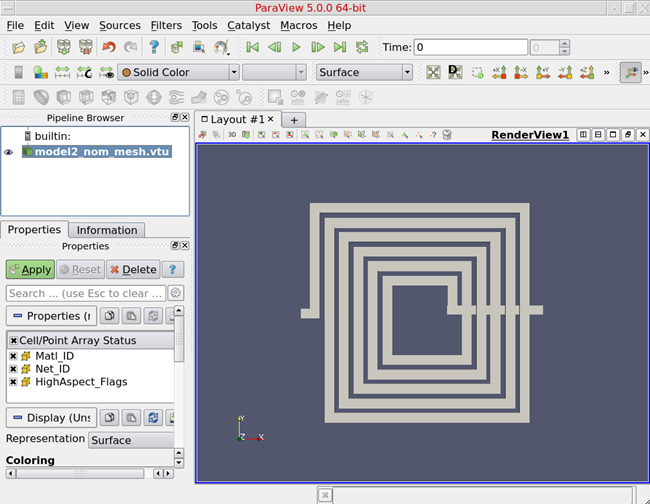 ParaView 5.0.0 64-bit
File Edit View Sources Filters Tools Catalyst Macros Help
Time: 0 0
Solid Color Surface +X -X +Y -Y +Z »
»
Pipeline Browser
Layout #1 × +
3D RenderView1
builtin:
model2_nom_mesh.vtu
Properties Information
Properties
Apply Reset Delete ?
Search ... (use Esc to clear ...
Properties (r
Cell/Point Array Status
Matl_ID
Net_ID
HighAspect_Flags
Display (Uns
Representation Surface
Coloring
Y
Z X